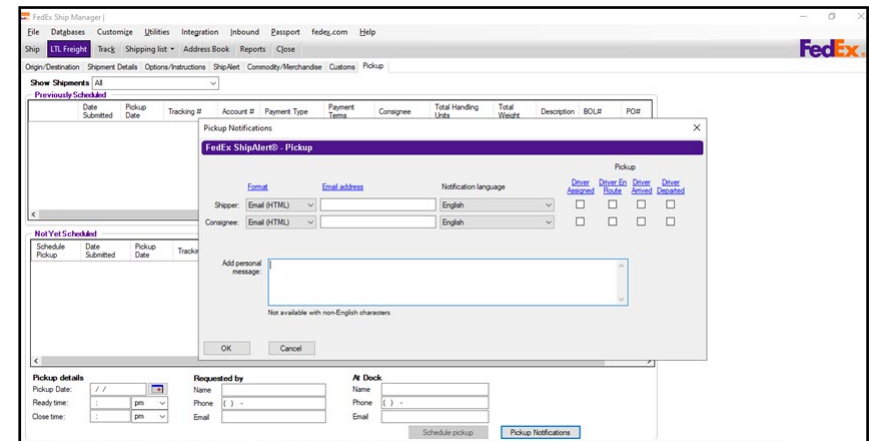 FedEx Ship Manager |
File Databases Customize Utilities Integration Inbound Passport fedex.com Help
Ship LTL Freight Track Shipping list Address Book Reports Close
FedEx
Origin/Destination Shipment Details Options/Instructions ShipAlert Commodity/Merchandise Customs Pickup
Show Shipments All
Previously Scheduled
Date Submitted Pickup Date Tracking # Account # Payment Type Payment Terms Consignee Total Handling Units Total Weight Description BOL# PO#
Pickup Notifications
FedEx ShipAlert® - Pickup
Pickup
Format Email address Notification language Driver Assigned Driver En Route Driver Arrived Driver Departed
Shipper: Email (HTML) English
Consignee: Email (HTML) English
Not Yet Scheduled
Schedule Pickup Date Submitted Pickup Date
Add personal message:
Not available with non-English characters
OK Cancel
Pickup details Requested by At Dock
Pickup Date: / / Name Name
Ready time: : pm Phone ( ) - Phone ( ) -
Close time: : pm Email Email
Schedule pickup Pickup Notifications